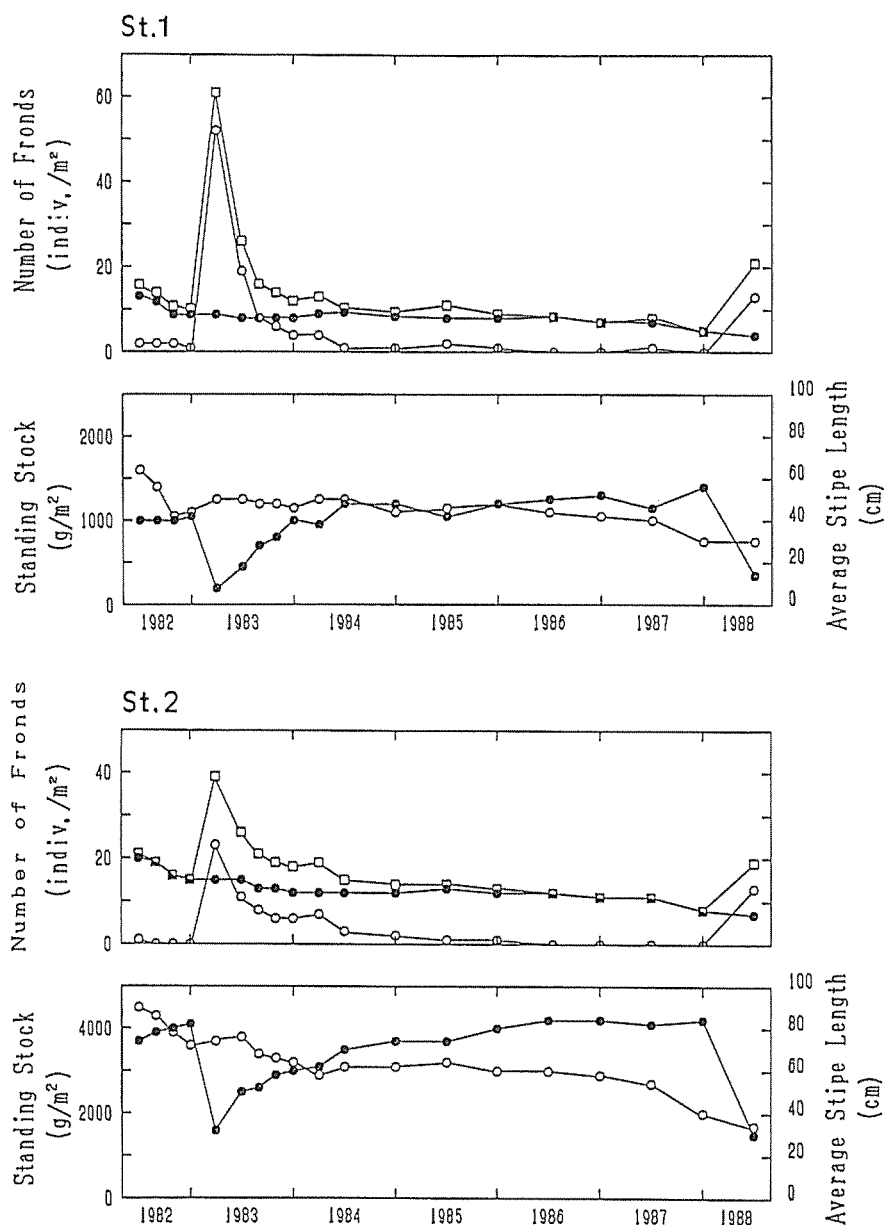 St.1
Number of Fronds
(indiv./m²)
60
40
20
0
Standing Stock
(g/m²)
2000
1000
0
100
80
60
40
20
0
Average Stipe Length
(cm)
1982 1983 1984 1985 1986 1987 1988
St.2
Number of Fronds
(indiv./m²)
40
20
0
Standing Stock
(g/m²)
4000
2000
0
100
80
60
40
20
0
Average Stipe Length
(cm)
1982 1983 1984 1985 1986 1987 1988